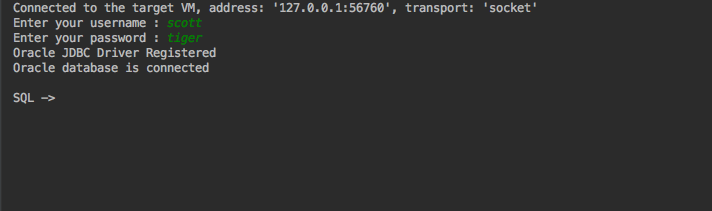 Connected to the target VM, address: '127.0.0.1:56760', transport: 'socket'
Enter your username : scott
Enter your password : tiger
Oracle JDBC Driver Registered
Oracle database is connected
SQL ->